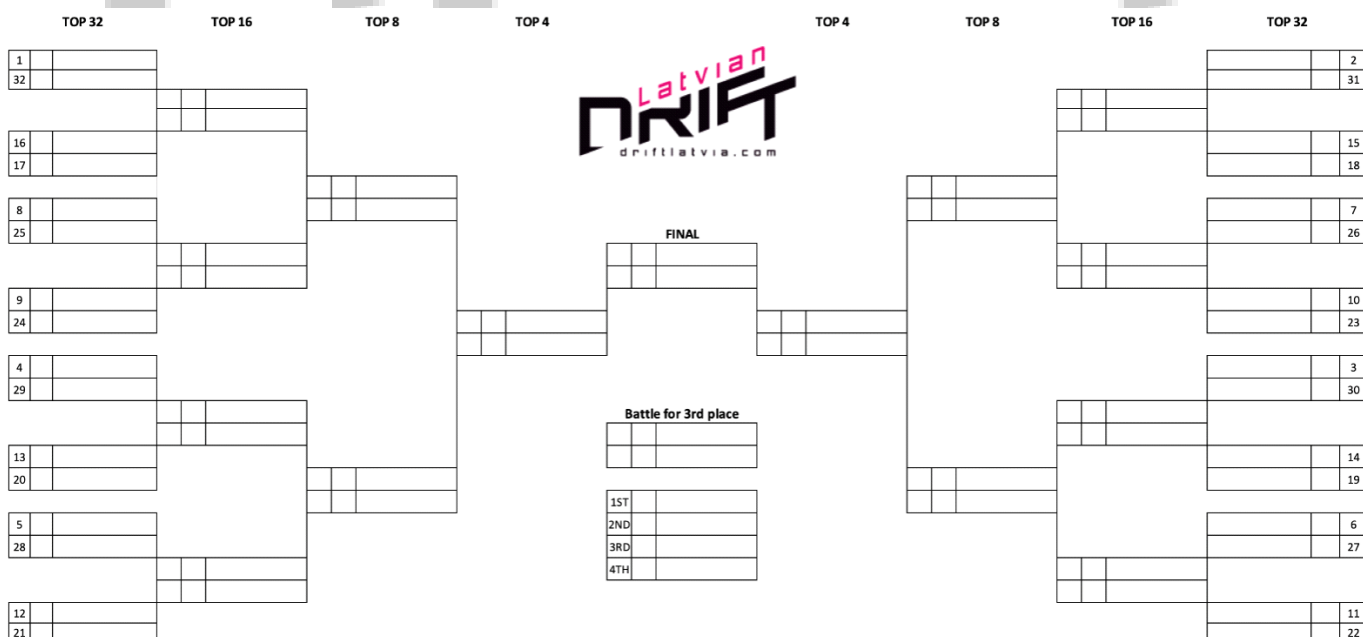 TOP 32 TOP 16 TOP 8 TOP 4 TOP 4 TOP 8 TOP 16 TOP 32
Latvian
DRIFT
driftlatvia.com
1 2
32 31
16 15
17 18
8 7
25 26
FINAL
9 10
24 23
4 3
29 30
Battle for 3rd place
13 14
20 19
1ST
2ND
3RD
4TH
5 6
28 27
12 11
21 22